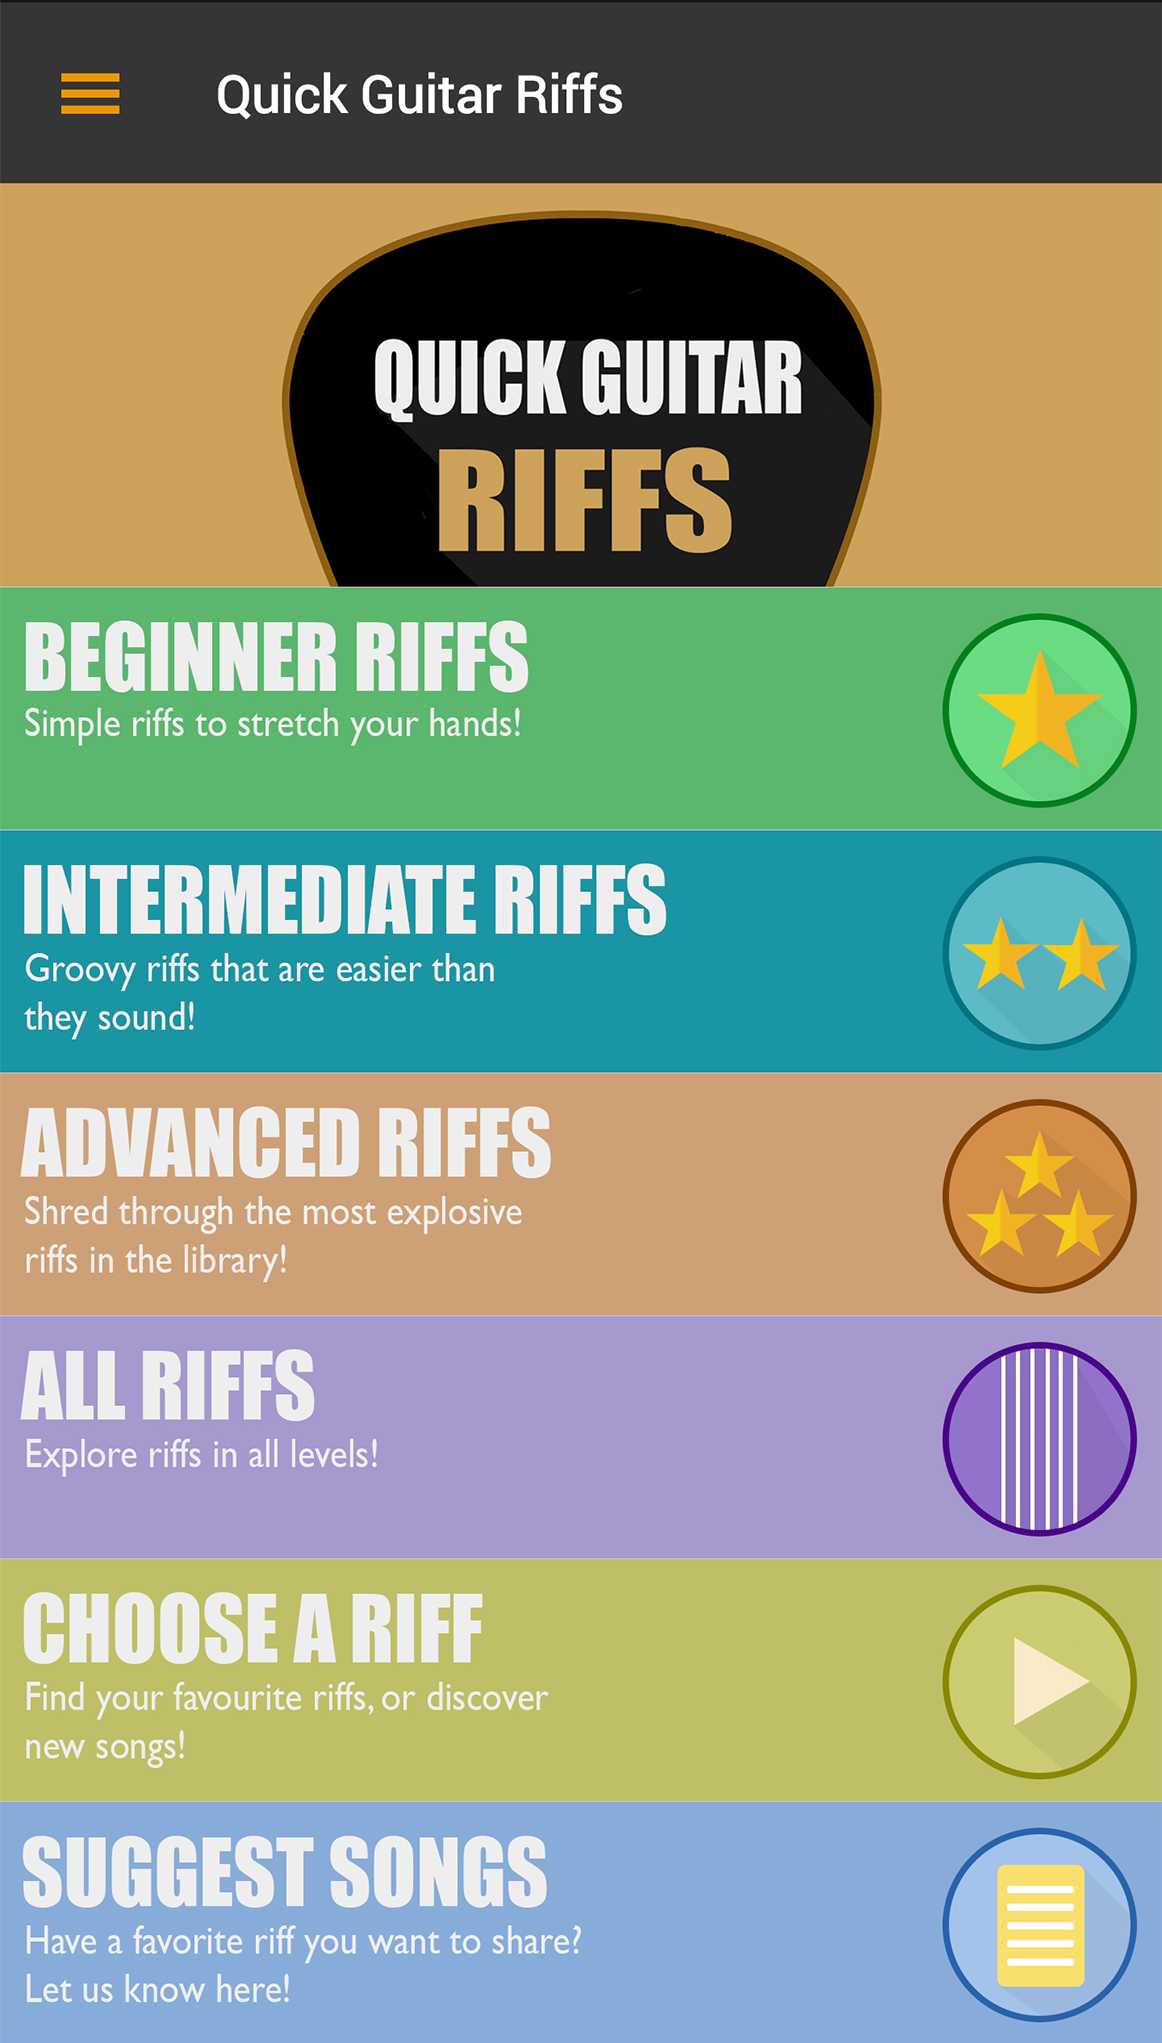 Quick Guitar Riffs
QUICK GUITAR
RIFFS
BEGINNER RIFFS
Simple riffs to stretch your hands!
INTERMEDIATE RIFFS
Groovy riffs that are easier than
they sound!
ADVANCED RIFFS
Shred through the most explosive
riffs in the library!
ALL RIFFS
Explore riffs in all levels!
CHOOSE A RIFF
Find your favourite riffs, or discover
new songs!
SUGGEST SONGS
Have a favorite riff you want to share?
Let us know here!